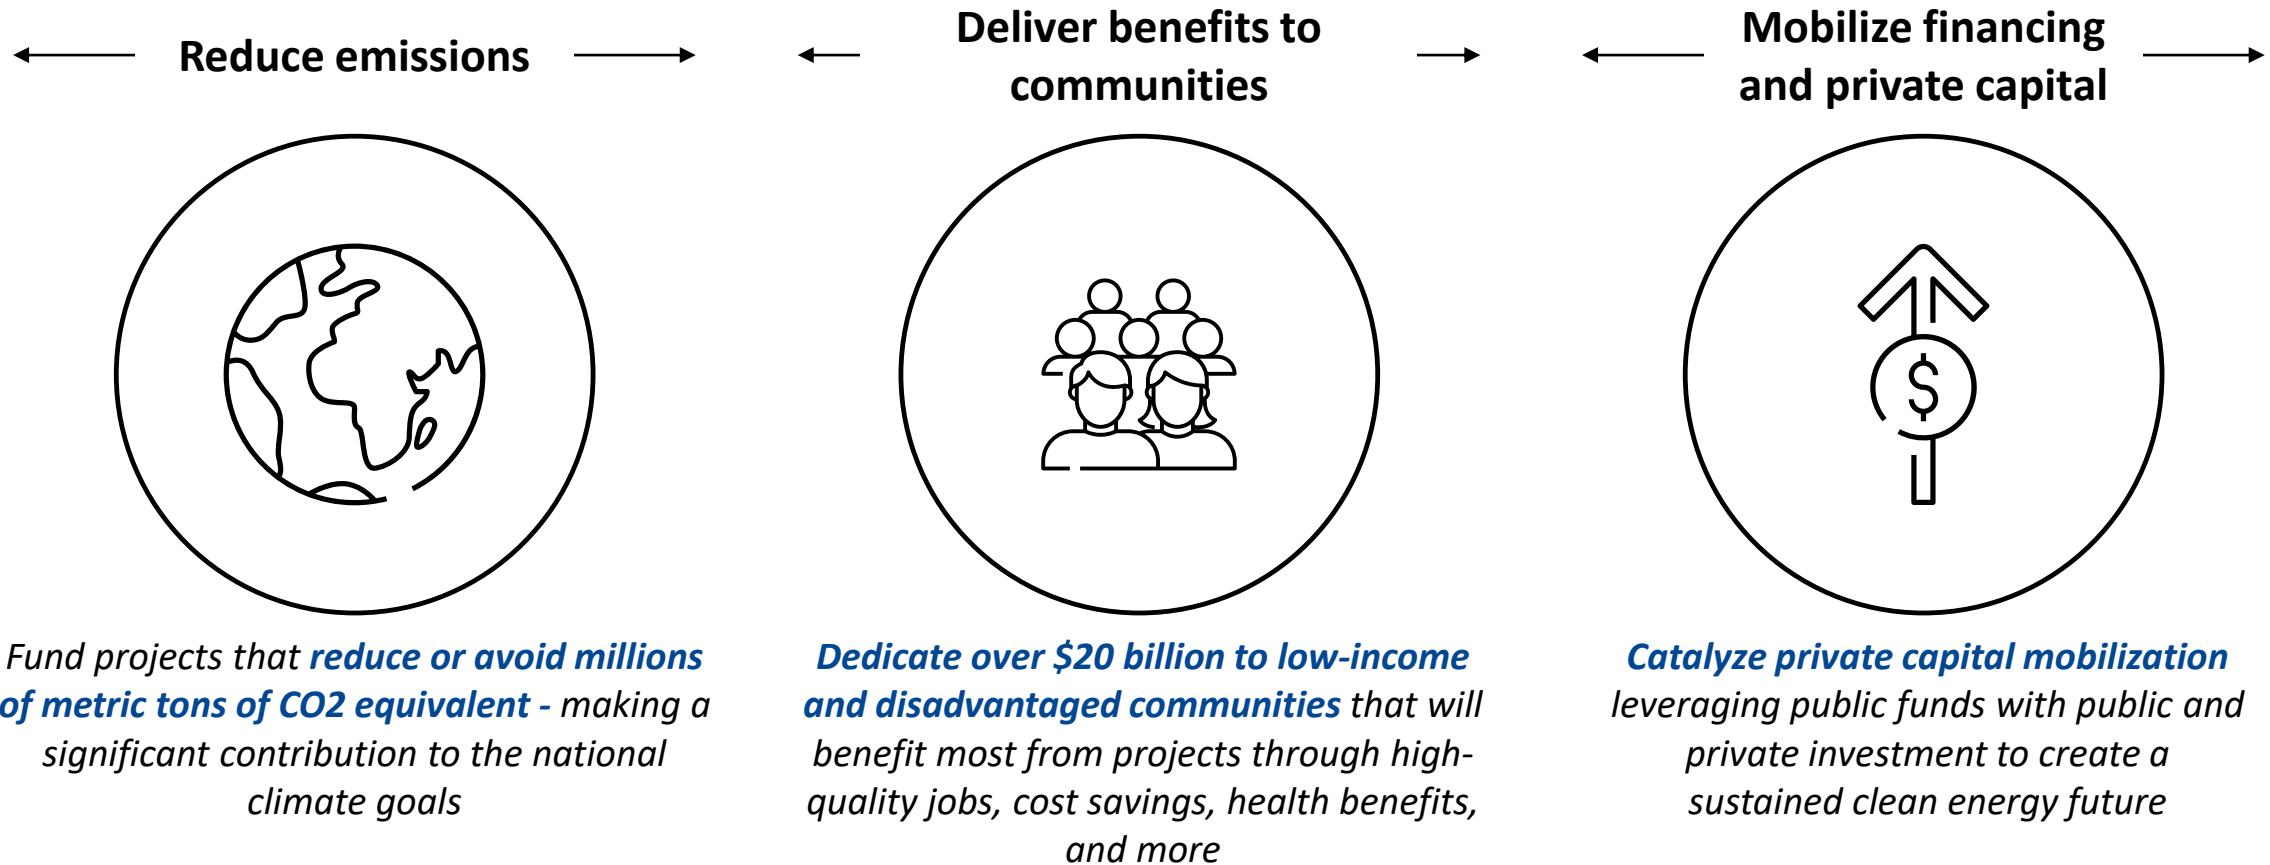 Reduce emissions
Deliver benefits to
communities
Mobilize financing
and private capital
$
Fund projects that reduce or avoid millions
of metric tons of CO2 equivalent - making a
significant contribution to the national
climate goals
Dedicate over $20 billion to low-income
and disadvantaged communities that will
benefit most from projects through high-
quality jobs, cost savings, health benefits,
and more
Catalyze private capital mobilization
leveraging public funds with public and
private investment to create a
sustained clean energy future